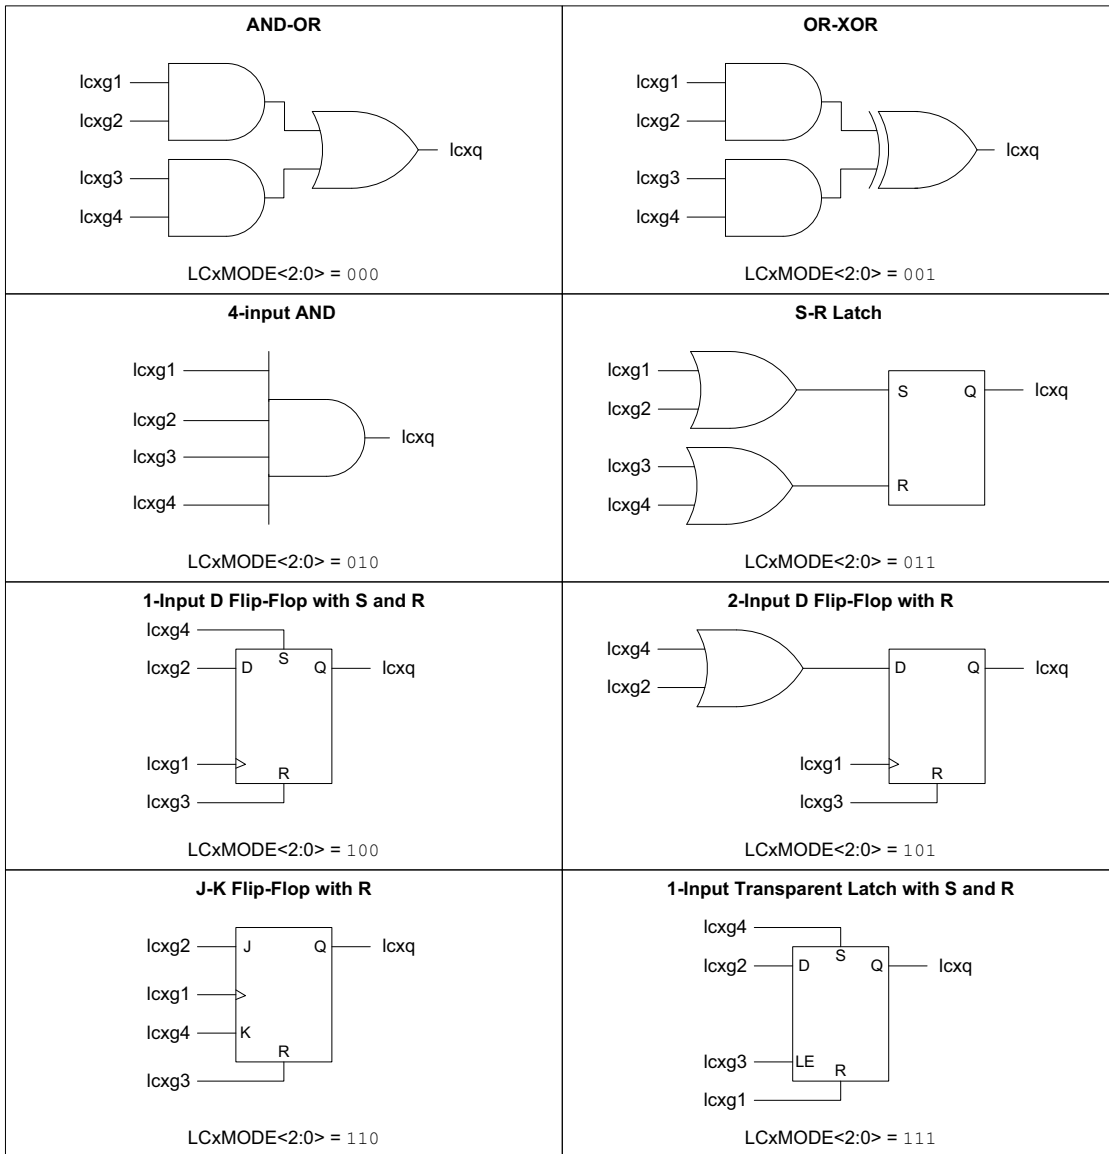 AND-OR
lcxg1
lcxg2
lcxg3
lcxg4
lcxq
LCxMODE<2:0> = 000
OR-XOR
lcxg1
lcxg2
lcxg3
lcxg4
lcxq
LCxMODE<2:0> = 001
4-input AND
lcxg1
lcxg2
lcxg3
lcxg4
lcxq
LCxMODE<2:0> = 010
S-R Latch
lcxg1
lcxg2
lcxg3
lcxg4
S Q lcxq
R
LCxMODE<2:0> = 011
1-Input D Flip-Flop with S and R
lcxg4
S
lcxg2 D Q lcxq
lcxg1
R
lcxg3
LCxMODE<2:0> = 100
2-Input D Flip-Flop with R
lcxg4
lcxg2
D Q lcxq
lcxg1
R
lcxg3
LCxMODE<2:0> = 101
J-K Flip-Flop with R
lcxg2 J Q lcxq
lcxg1
lcxg4 K
R
lcxg3
LCxMODE<2:0> = 110
1-Input Transparent Latch with S and R
lcxg4
S
lcxg2 D Q lcxq
lcxg3 LE
R
lcxg1
LCxMODE<2:0> = 111